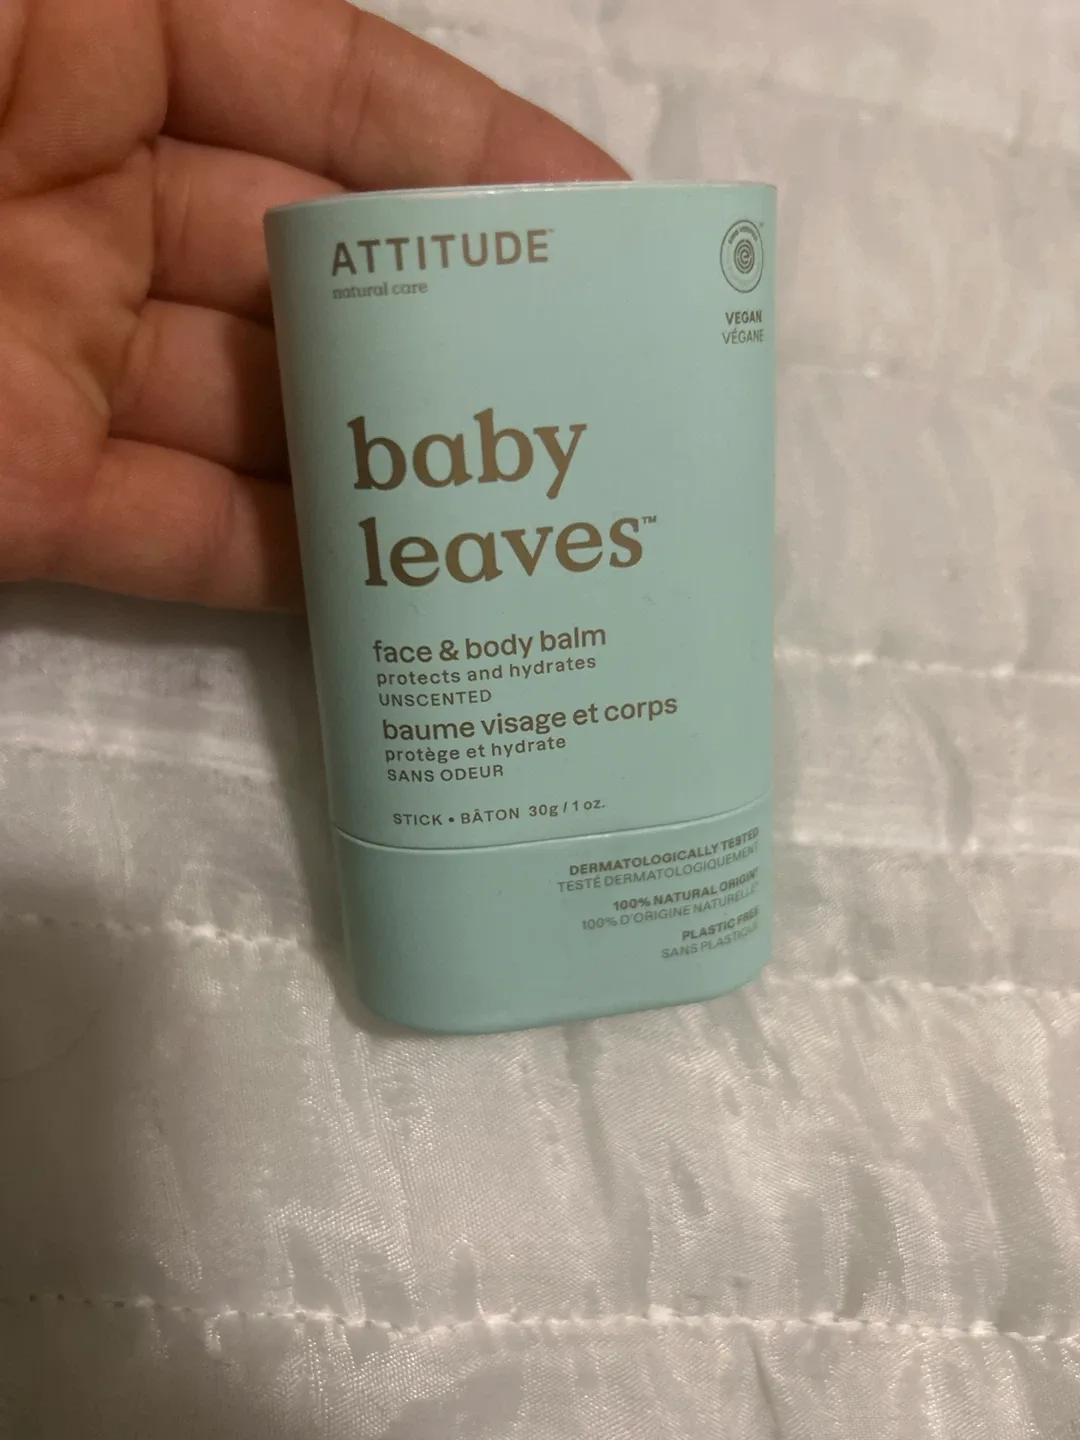 ATTITUDE™
natural care
VEGAN
VÉGANE
baby
leaves™
face & body balm
protects and hydrates
UNSCENTED
baume visage et corps
protège et hydrate
SANS ODEUR
STICK • BÂTON 30g / 1 oz.
DERMATOLOGICALLY TESTED
TESTÉ DERMATOLOGIQUEMENT
100% NATURAL ORIGIN†
100% D'ORIGINE NATURELLE†
PLASTIC FREE
SANS PLASTIQUE